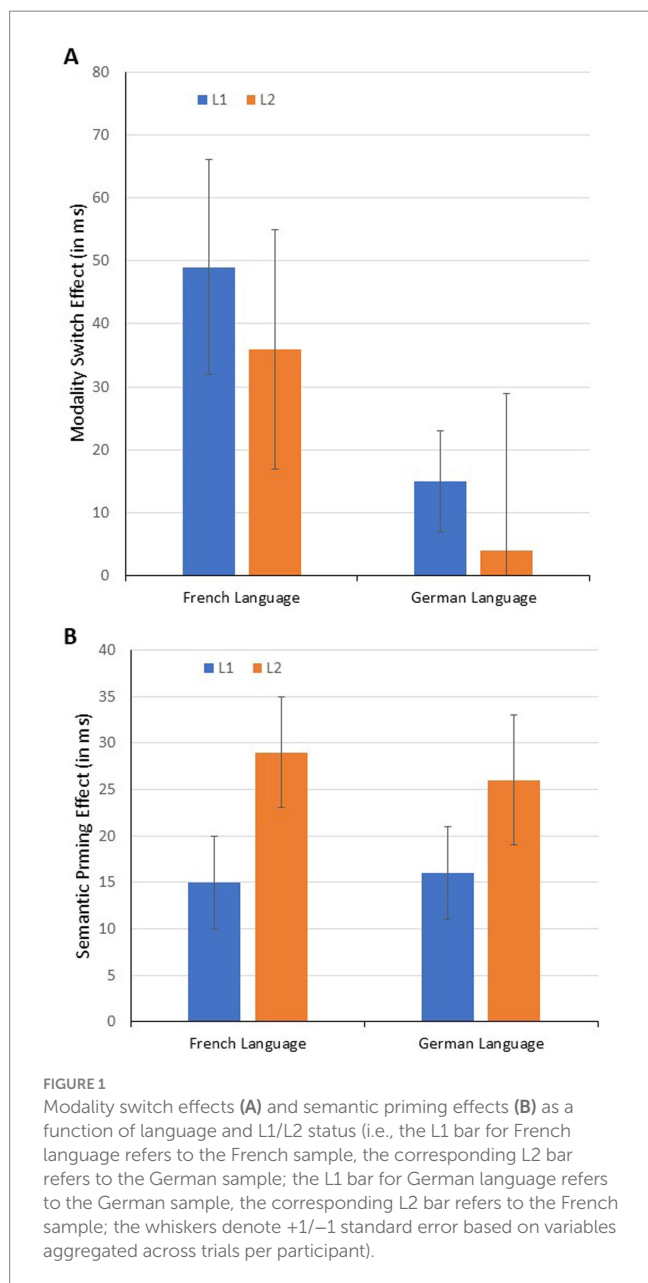 A
80
L1 L2
70
60
50
40
30
20
10
0
Modality Switch Effect (in ms)
French Language German Language
B
40
L1 L2
35
30
25
20
15
10
5
0
Semantic Prming Effect (in ms)
French Language German Language
FIGURE 1
Modality switch effects (A) and semantic priming effects (B) as a
function of language and L1/L2 status (i.e., the L1 bar for French
language refers to the French sample, the corresponding L2 bar
refers to the German sample; the L1 bar for German language refers
to the German sample, the corresponding L2 bar refers to the French
sample; the whiskers denote +1/−1 standard error based on variables
aggregated across trials per participant).